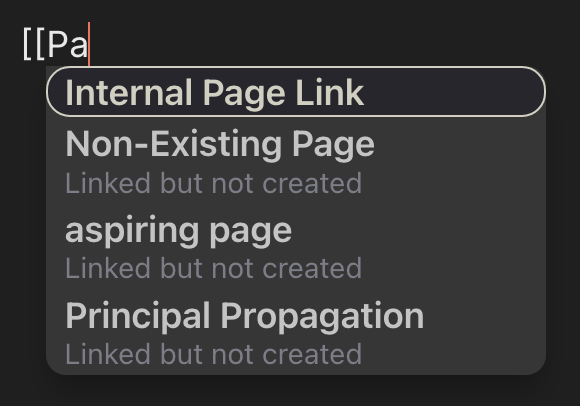 [[Pa
Internal Page Link
Non-Existing Page
Linked but not created
aspiring page
Linked but not created
Principal Propagation
Linked but not created